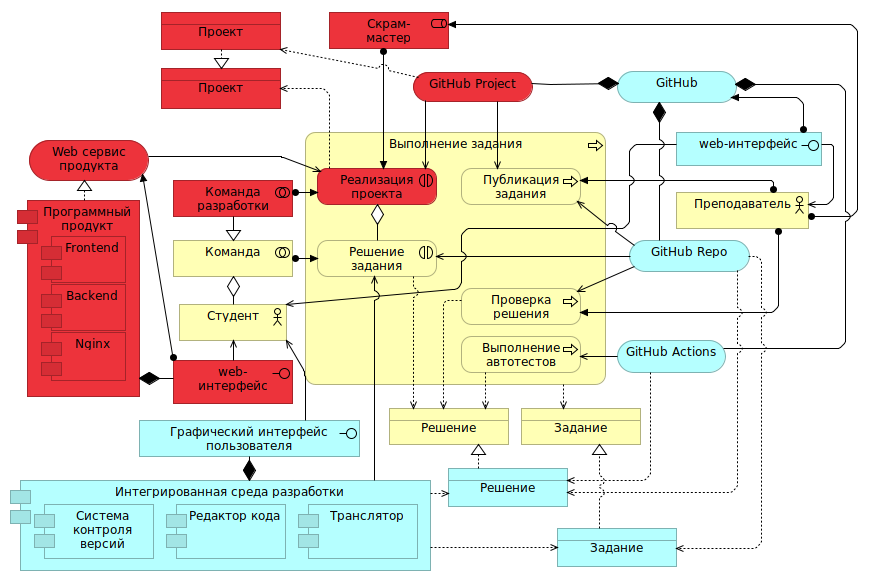 Проект
Скрам-
мастер
Проект
GitHub Project
GitHub
Выполнение задания
web-интерфейс
Web сервис
продукта
Реализация
проекта
Публикация
задания
Команда
разработки
Преподаватель
Программный
продукт
Frontend
Backend
Nginx
Команда
Решение
задания
GitHub Repo
Студент
Проверка
решения
Выполнение
автотестов
GitHub Actions
web-
интерфейс
Решение
Задание
Графический интерфейс
пользователя
Интегрированная среда разработки
Система
контроля
версий
Редактор кода
Транслятор
Решение
Задание